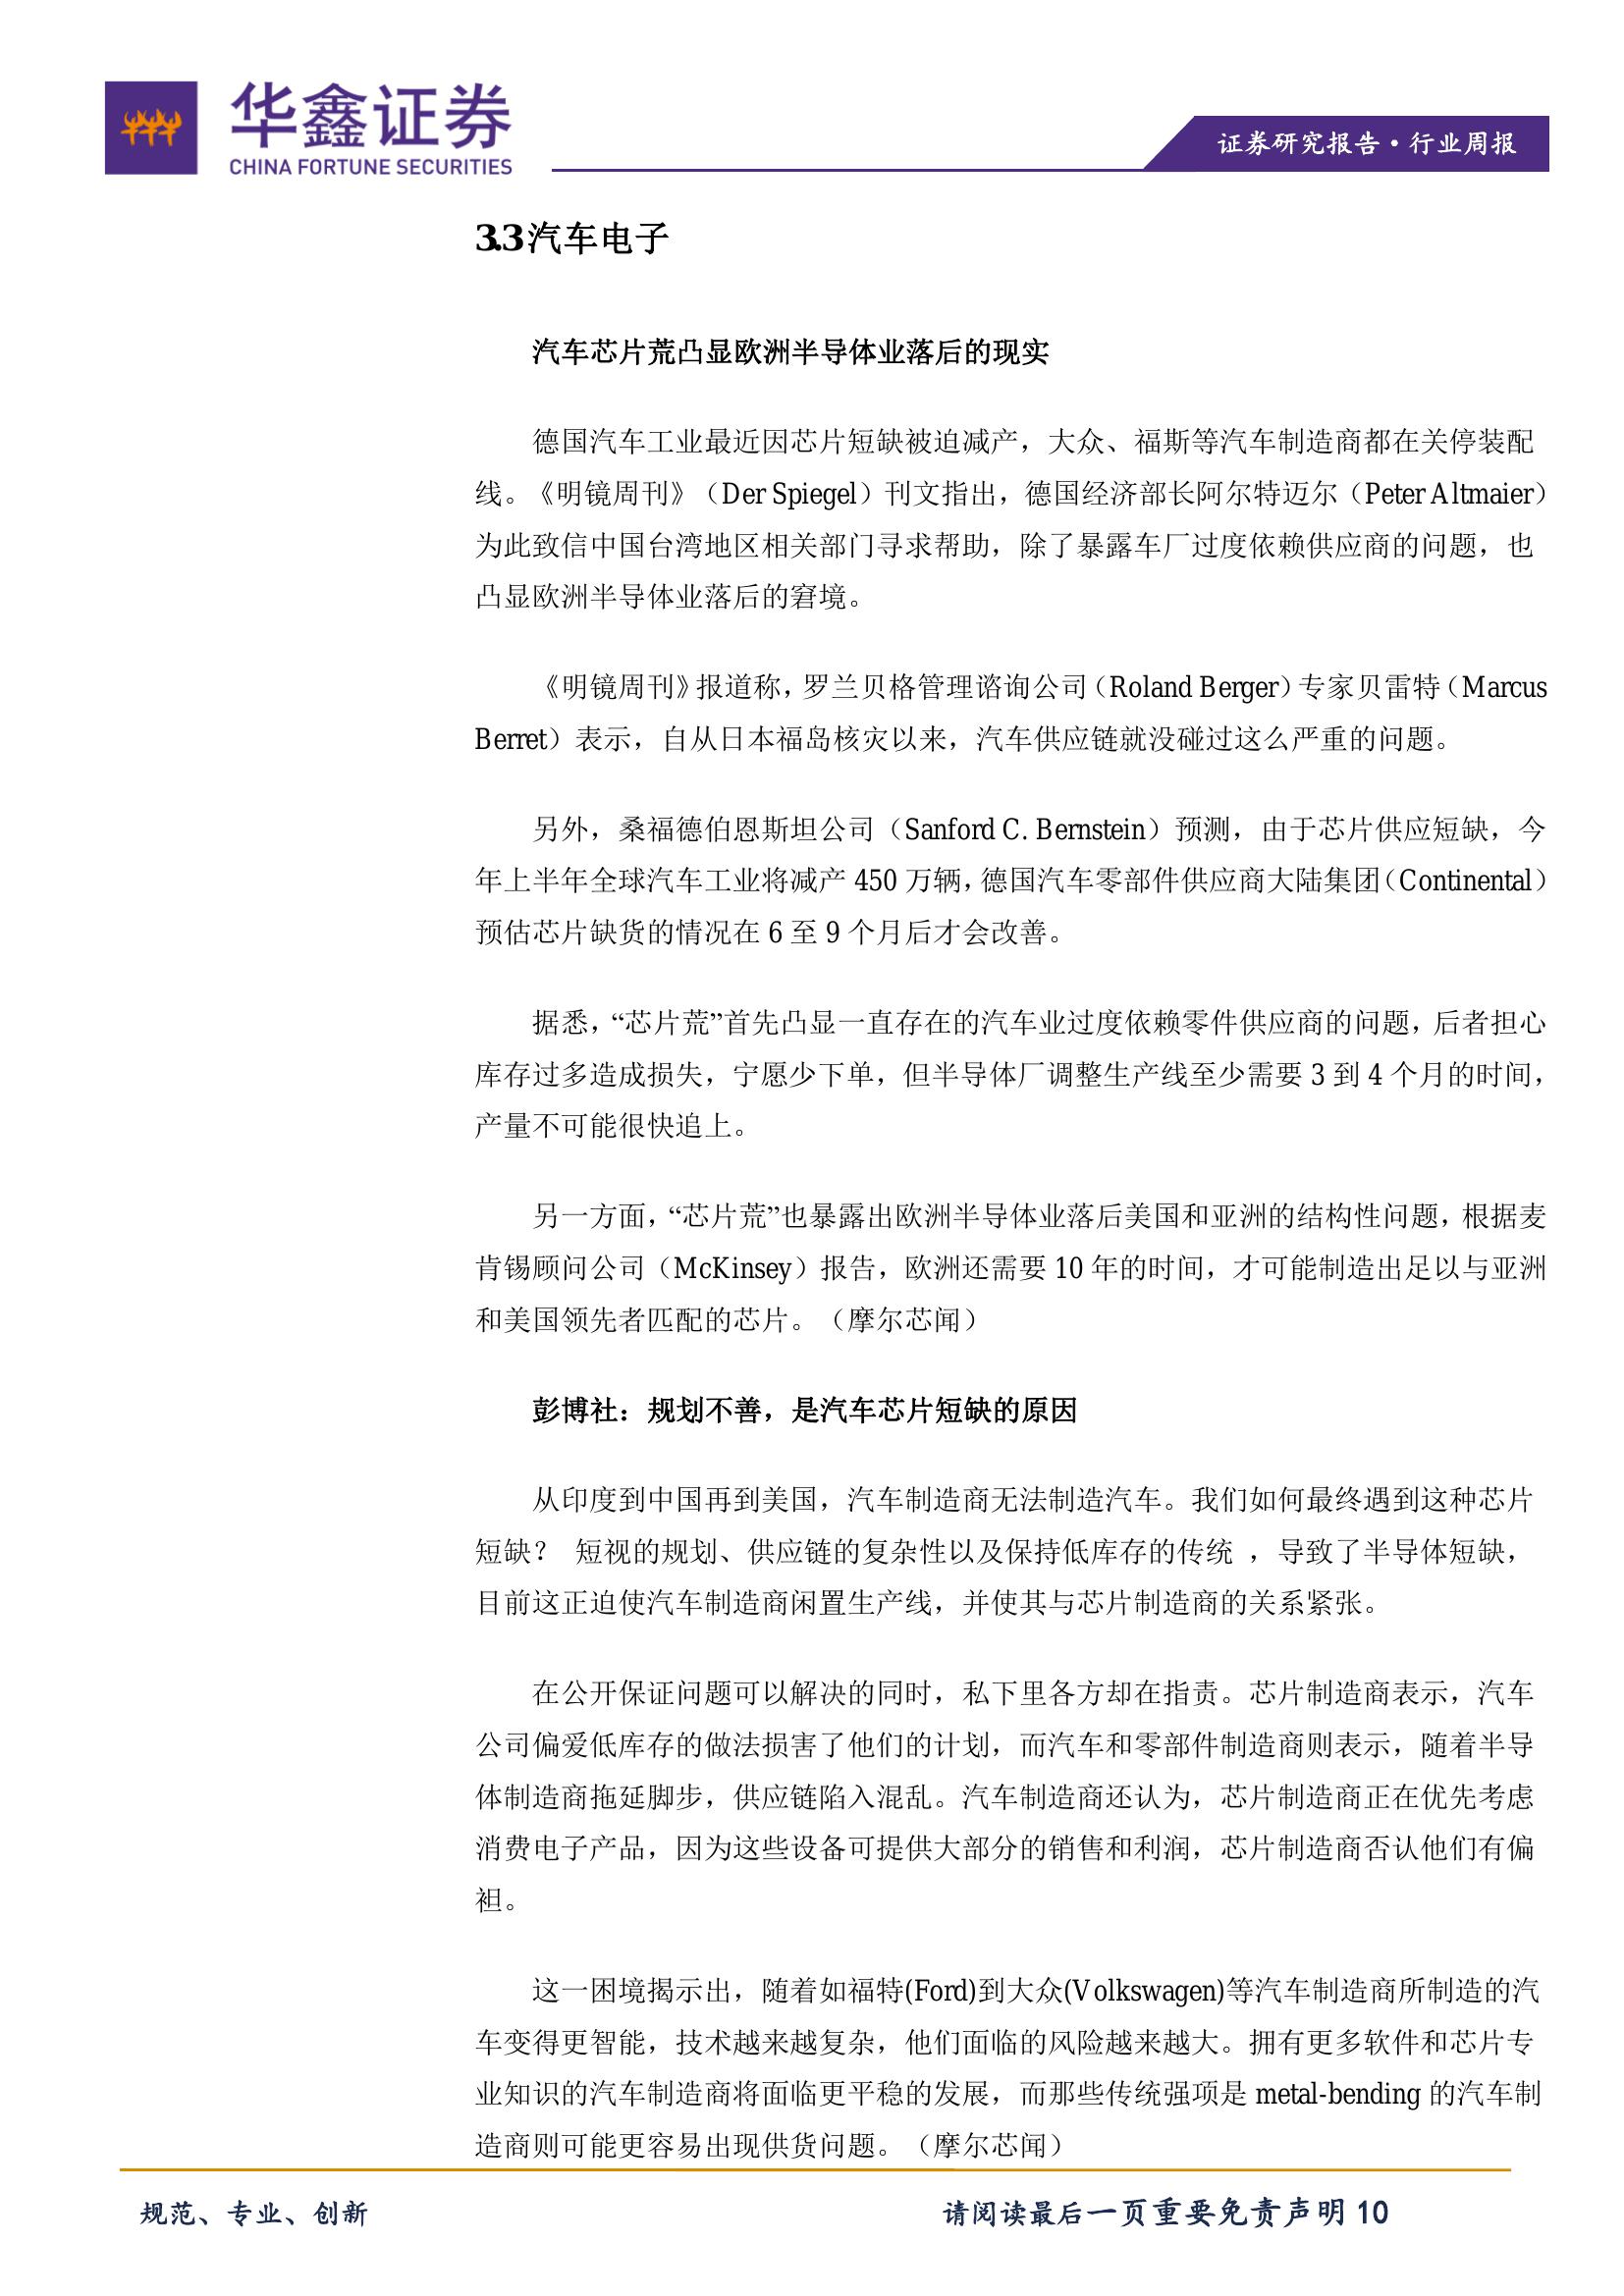 华鑫证券
CHINA FORTUNE SECURITIES
证券研究报告·行业周报
3.3汽车电子
汽车芯片荒凸显欧洲半导体业落后的现实
德国汽车工业最近因芯片短缺被迫减产，大众、福斯等汽车制造商都在关停装配
线。《明镜周刊》（Der Spiegel）刊文指出，德国经济部长阿尔特迈尔（Peter Altmaier）
为此致信中国台湾地区相关部门寻求帮助，除了暴露车厂过度依赖供应商的问题，也
凸显欧洲半导体业落后的窘境。
《明镜周刊》报道称，罗兰贝格管理谘询公司（Roland Berger）专家贝雷特（Marcus
Berret）表示，自从日本福岛核灾以来，汽车供应链就没碰过这么严重的问题。
另外，桑福德伯恩斯坦公司（Sanford C. Bernstein）预测，由于芯片供应短缺，今
年上半年全球汽车工业将减产 450 万辆，德国汽车零部件供应商大陆集团（Continental）
预估芯片缺货的情况在 6 至 9 个月后才会改善。
据悉，“芯片荒”首先凸显一直存在的汽车业过度依赖零件供应商的问题，后者担心
库存过多造成损失，宁愿少下单，但半导体厂调整生产线至少需要 3 到 4 个月的时间，
产量不可能很快追上。
另一方面，“芯片荒”也暴露出欧洲半导体业落后美国和亚洲的结构性问题，根据麦
肯锡顾问公司（McKinsey）报告，欧洲还需要 10 年的时间，才可能制造出足以与亚洲
和美国领先者匹配的芯片。（摩尔芯闻）
彭博社：规划不善，是汽车芯片短缺的原因
从印度到中国再到美国，汽车制造商无法制造汽车。我们如何最终遇到这种芯片
短缺？ 短视的规划、供应链的复杂性以及保持低库存的传统 ，导致了半导体短缺，
目前这正迫使汽车制造商闲置生产线，并使其与芯片制造商的关系紧张。
在公开保证问题可以解决的同时，私下里各方却在指责。芯片制造商表示，汽车
公司偏爱低库存的做法损害了他们的计划，而汽车和零部件制造商则表示，随着半导
体制造商拖延脚步，供应链陷入混乱。汽车制造商还认为，芯片制造商正在优先考虑
消费电子产品，因为这些设备可提供大部分的销售和利润，芯片制造商否认他们有偏
袒。
这一困境揭示出，随着如福特(Ford)到大众(Volkswagen)等汽车制造商所制造的汽
车变得更智能，技术越来越复杂，他们面临的风险越来越大。拥有更多软件和芯片专
业知识的汽车制造商将面临更平稳的发展，而那些传统强项是 metal-bending 的汽车制
造商则可能更容易出现供货问题。（摩尔芯闻）
规范、专业、创新
请阅读最后一页重要免责声明 10